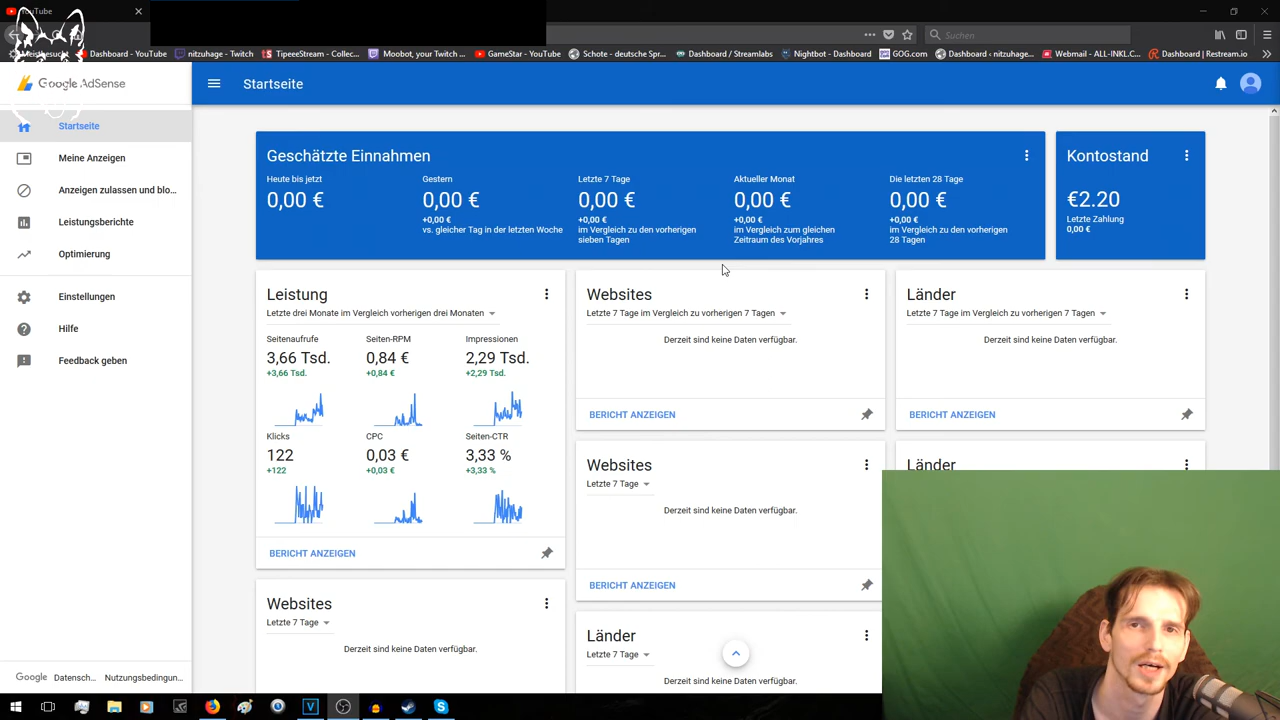 YouTube
Meistbesucht
Dashboard - YouTube
nitzuhage - Twitch
TipeeeStream - Collec...
Moobot, your Twitch ...
GameStar - YouTube
Schote - deutsche Spr...
Dashboard / Streamlabs
Nightbot - Dashboard
GOG.com
Dashboard ‹ nitzuhage...
Webmail - ALL-INKL.C...
Dashboard | Restream.io
Suchen
Google AdSense
Startseite
Startseite
Meine Anzeigen
Anzeigen zulassen und blo...
Leistungsberichte
Optimierung
Einstellungen
Hilfe
Feedback geben
Google
Datensch...
Nutzungsbedingun...
Geschätzte Einnahmen
Heute bis jetzt
0,00 €
Gestern
0,00 €
+0,00 €
vs. gleicher Tag in der letzten Woche
Letzte 7 Tage
0,00 €
+0,00 €
im Vergleich zu den vorherigen
sieben Tagen
Aktueller Monat
0,00 €
+0,00 €
im Vergleich zum gleichen
Zeitraum des Vorjahres
Die letzten 28 Tage
0,00 €
+0,00 €
im Vergleich zu den vorherigen
28 Tagen
Kontostand
€2.20
Letzte Zahlung
0,00 €
Leistung
Letzte drei Monate im Vergleich vorherigen drei Monaten
Seitenaufrufe
3,66 Tsd.
+3,66 Tsd.
Seiten-RPM
0,84 €
+0,84 €
Impressionen
2,29 Tsd.
+2,29 Tsd.
Klicks
122
+122
CPC
0,03 €
+0,03 €
Seiten-CTR
3,33 %
+3,33 %
BERICHT ANZEIGEN
Websites
Letzte 7 Tage
Derzeit sind keine Daten verfügbar.
Websites
Letzte 7 Tage im Vergleich zu vorherigen 7 Tagen
Derzeit sind keine Daten verfügbar.
BERICHT ANZEIGEN
Websites
Letzte 7 Tage
Derzeit sind keine Daten verfügbar.
BERICHT ANZEIGEN
Länder
Letzte 7 Tage
Derzeit sind keine Daten verfügbar.
Länder
Letzte 7 Tage im Vergleich zu vorherigen 7 Tagen
Derzeit sind keine Daten verfügbar.
BERICHT ANZEIGEN
Länder